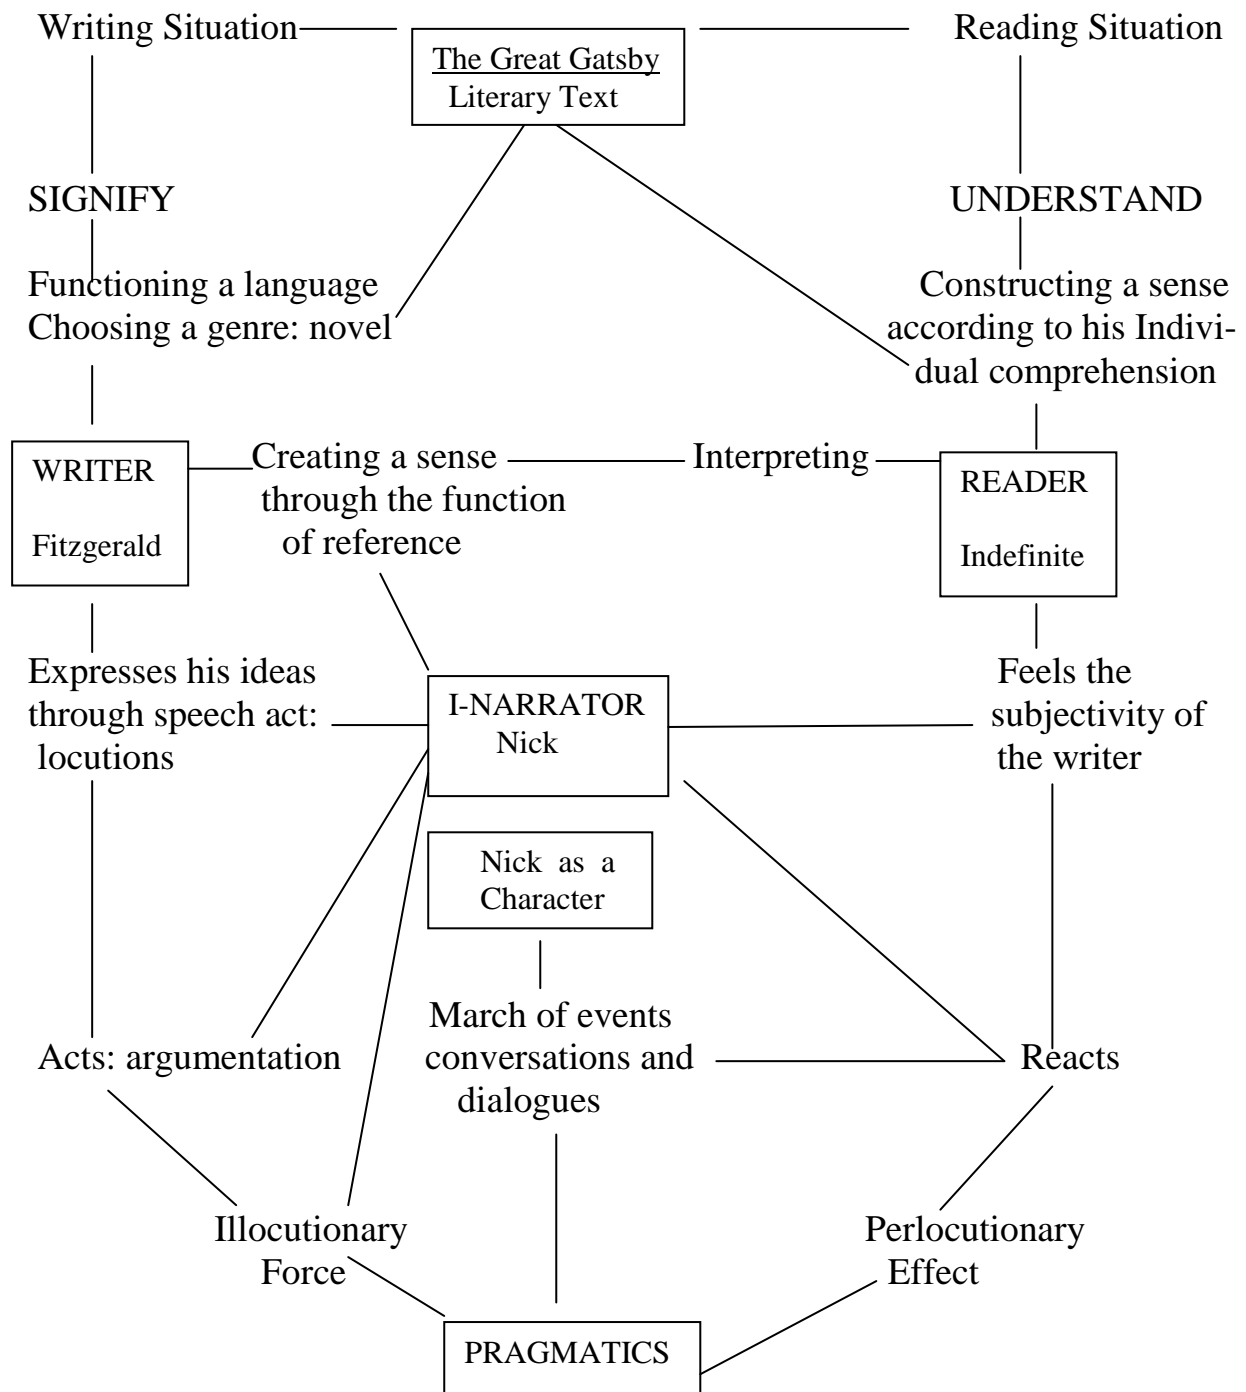 Writing Situation
The Great Gatsby
Literary Text
Reading Situation
SIGNIFY
UNDERSTAND
Functioning a language
Choosing a genre: novel
Constructing a sense
according to his Indivi-
dual comprehension
WRITER
Fitzgerald
Creating a sense
through the function
of reference
Interpreting
READER
Indefinite
Expresses his ideas
through speech act:
locutions
I-NARRATOR
Nick
Feels the
subjectivity of
the writer
Nick as a
Character
Acts: argumentation
March of events
conversations and
dialogues
Reacts
Illocutionary
Force
Perlocutionary
Effect
PRAGMATICS